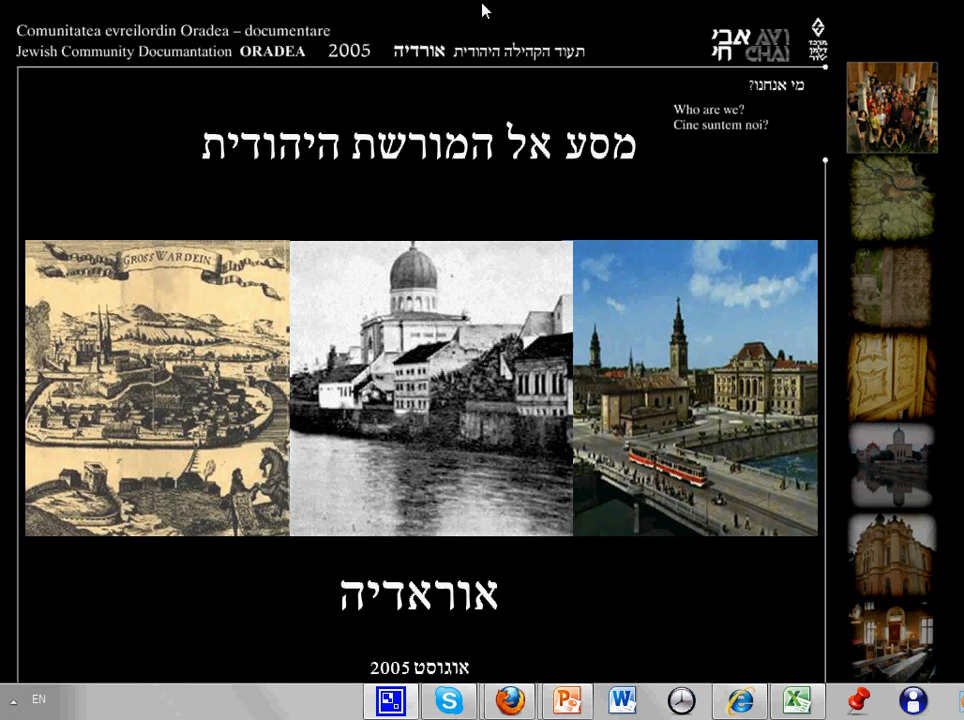 Comunitatea evreilordin Oradea – documentare
Jewish Community Documantation ORADEA 2005 תעוד הקהילה היהודית אורדיה
אבי חי AVI CHAI
מי אנחנו?
Who are we?
Cine suntem noi?
מסע אל המורשת היהודית
GROSS WARDEIN
אוראדיה
אוגוסט 2005
EN